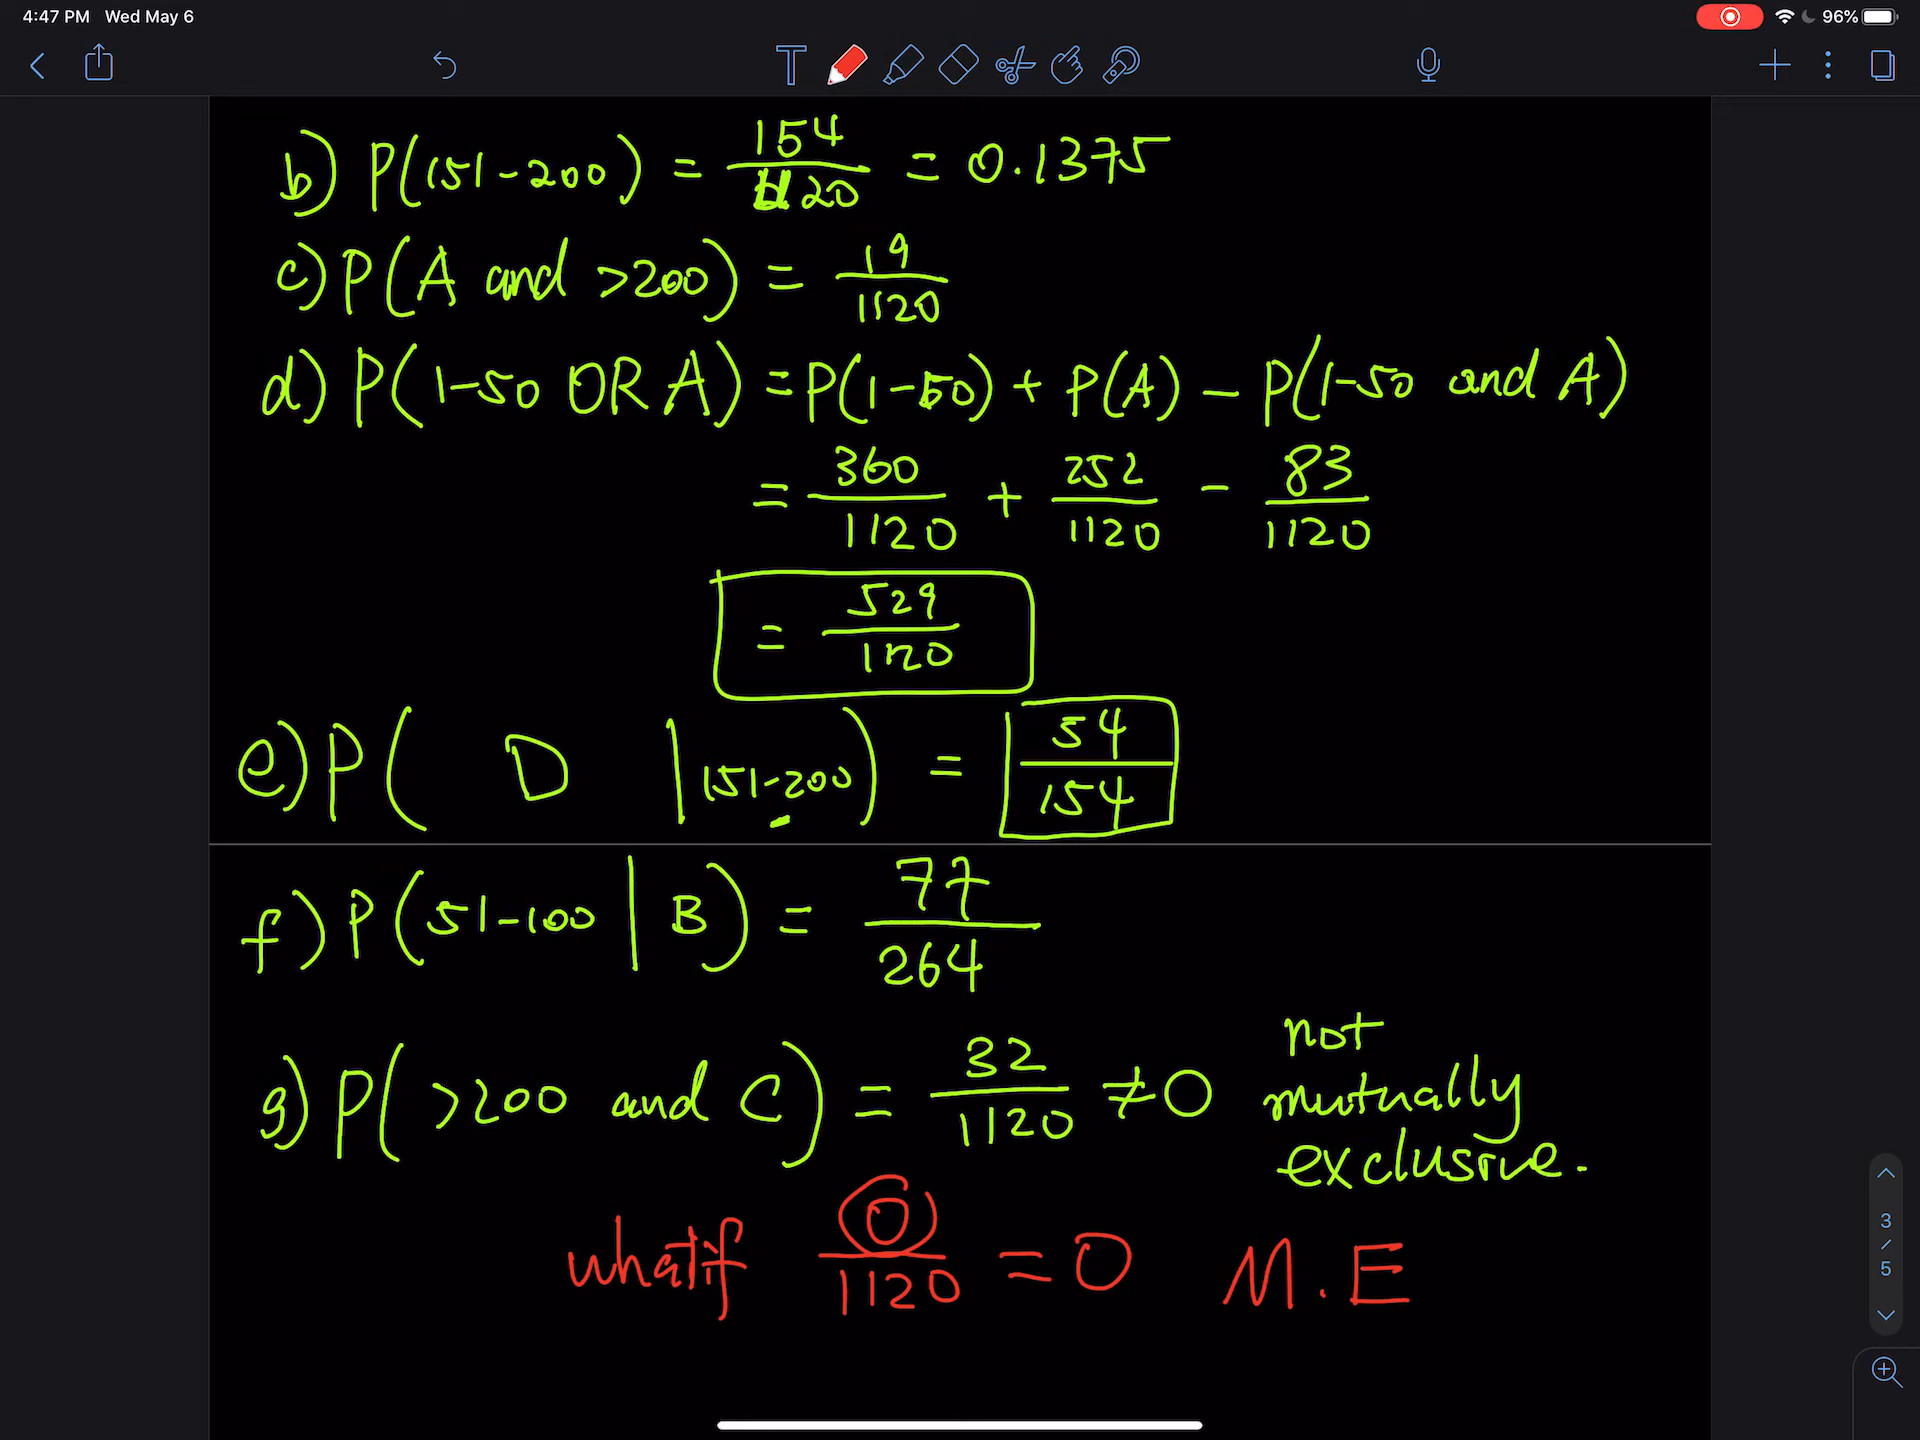 4:47 PM Wed May 6
96%
b) P(151-200) = 154/1120 = 0.1375
c) P(A and >200) = 19/1120
d) P(1-50 OR A) = P(1-50) + P(A) - P(1-50 and A)
= 360/1120 + 252/1120 - 83/1120
= 529/1120
e) P( D | 151-200) = 54/154
f) P(51-100 | B) = 77/264
g) P(>200 and C) = 32/1120 ≠ 0 not mutually exclusive.
what if 0/1120 = 0 M.E
3/5